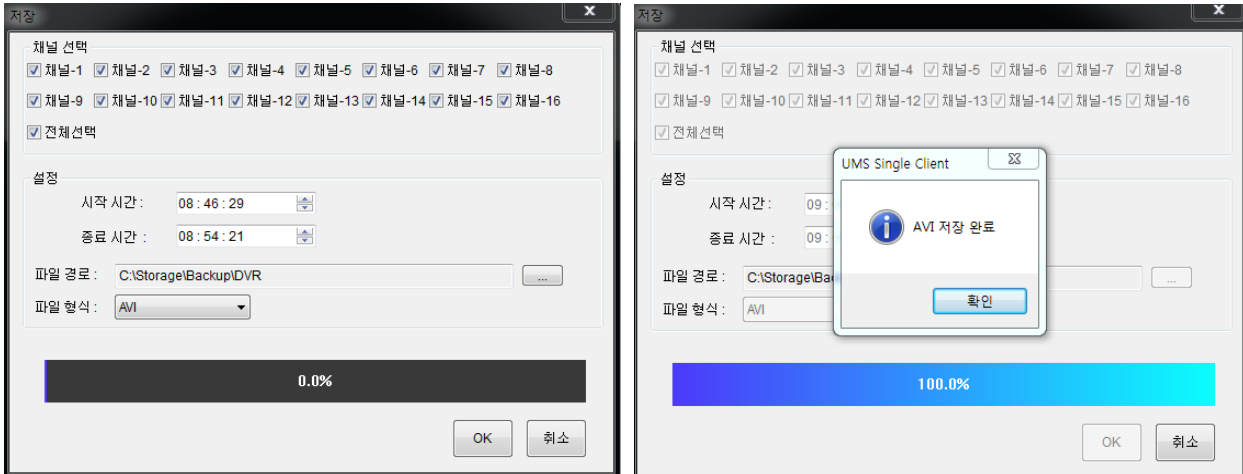 저장
x
채널 선택
채널-1 채널-2 채널-3 채널-4 채널-5 채널-6 채널-7 채널-8
채널-9 채널-10 채널-11 채널-12 채널-13 채널-14 채널-15 채널-16
전체선택
설정
시작 시간 : 08 : 46 : 29
종료 시간 : 08 : 54 : 21
파일 경로 : C:\Storage\Backup\DVR ...
파일 형식 : AVI
0.0%
OK 취소
저장
x
채널 선택
채널-1 채널-2 채널-3 채널-4 채널-5 채널-6 채널-7 채널-8
채널-9 채널-10 채널-11 채널-12 채널-13 채널-14 채널-15 채널-16
전체선택
설정
시작 시간 : 09 :
종료 시간 : 09 :
파일 경로 : C:\Storage\Ba ...
파일 형식 : AVI
UMS Single Client
AVI 저장 완료
확인
100.0%
OK 취소